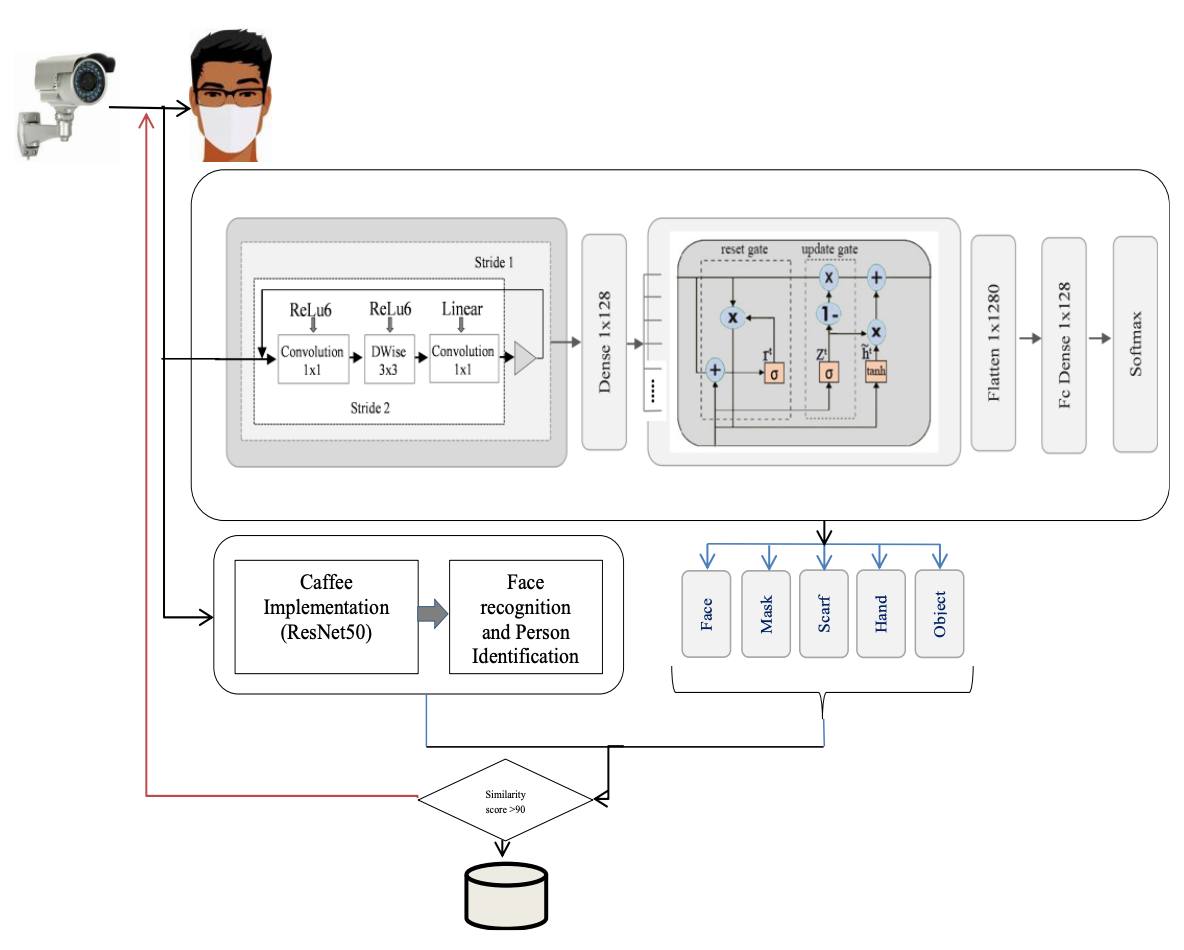 reset gate
update gate
Stride 1
ReLu6
ReLu6
Linear
Convolution
1x1
DWise
3x3
Convolution
1x1
Stride 2
Dense 1x128
x
+
1-
x
x
+
rᵗ
σ
Zᵗ
σ
h̃ᵗ
tanh
Flatten 1x1280
Fc Dense 1x128
Softmax
Caffee
Implementation
(ResNet50)
Face
recognition
and Person
Identification
Face
Mask
Scarf
Hand
Object
Similarity
score >90